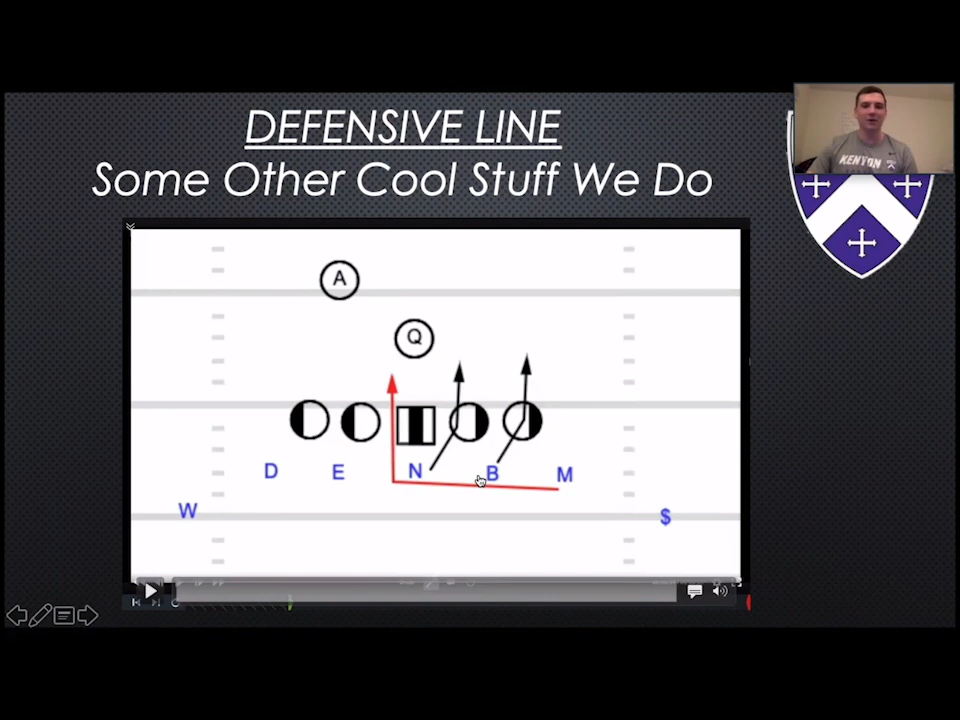 DEFENSIVE LINE
Some Other Cool Stuff We Do
KENYON
A
Q
D E N B M
W $